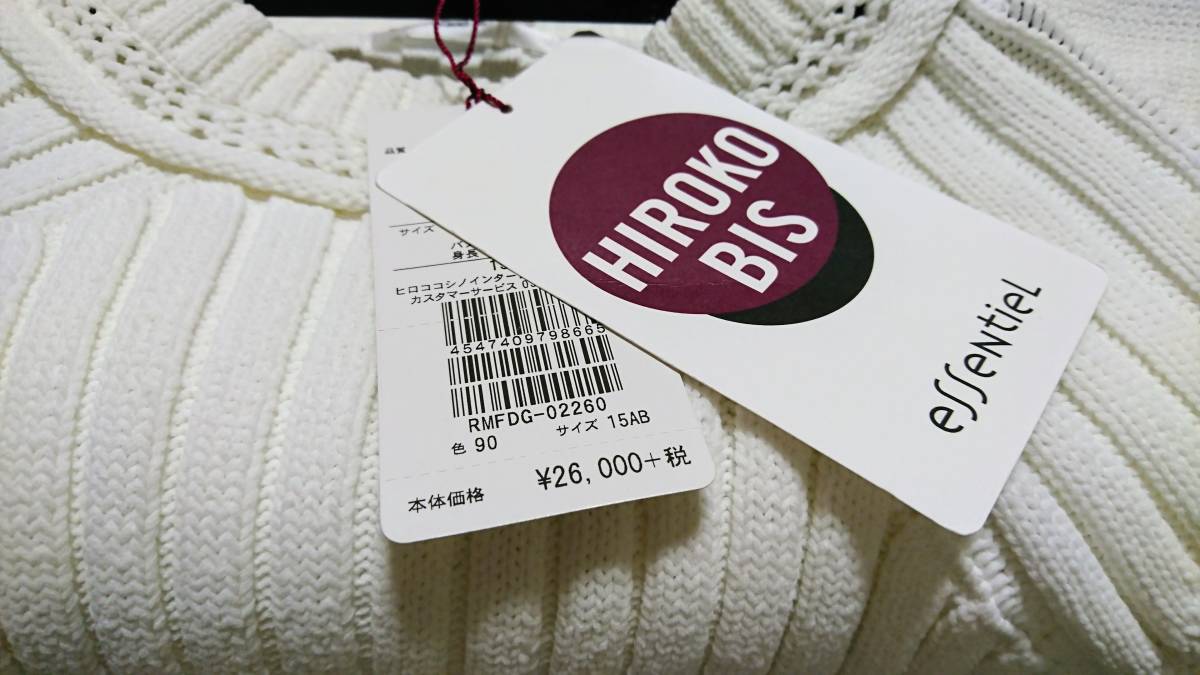 HIROKO
BIS
essentiel
品質
サイズ
身長
ヒロココシノインター
カスタマーサービス
4547409798665
RMFDG-02260
色 90 サイズ 15AB
本体価格 ¥26,000+税